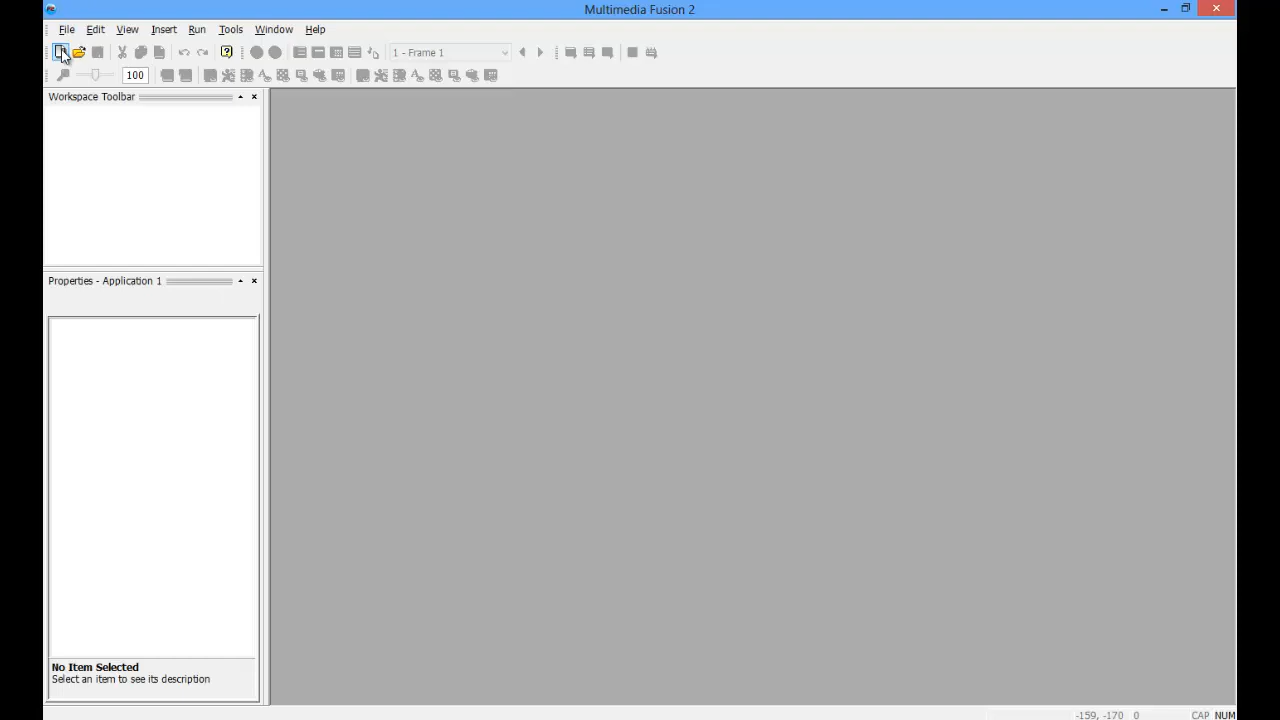 Multimedia Fusion 2
File Edit View Insert Run Tools Window Help
1 - Frame 1
100
Workspace Toolbar
Properties - Application 1
No Item Selected
Select an item to see its description
-159, -170 0 CAP NUM